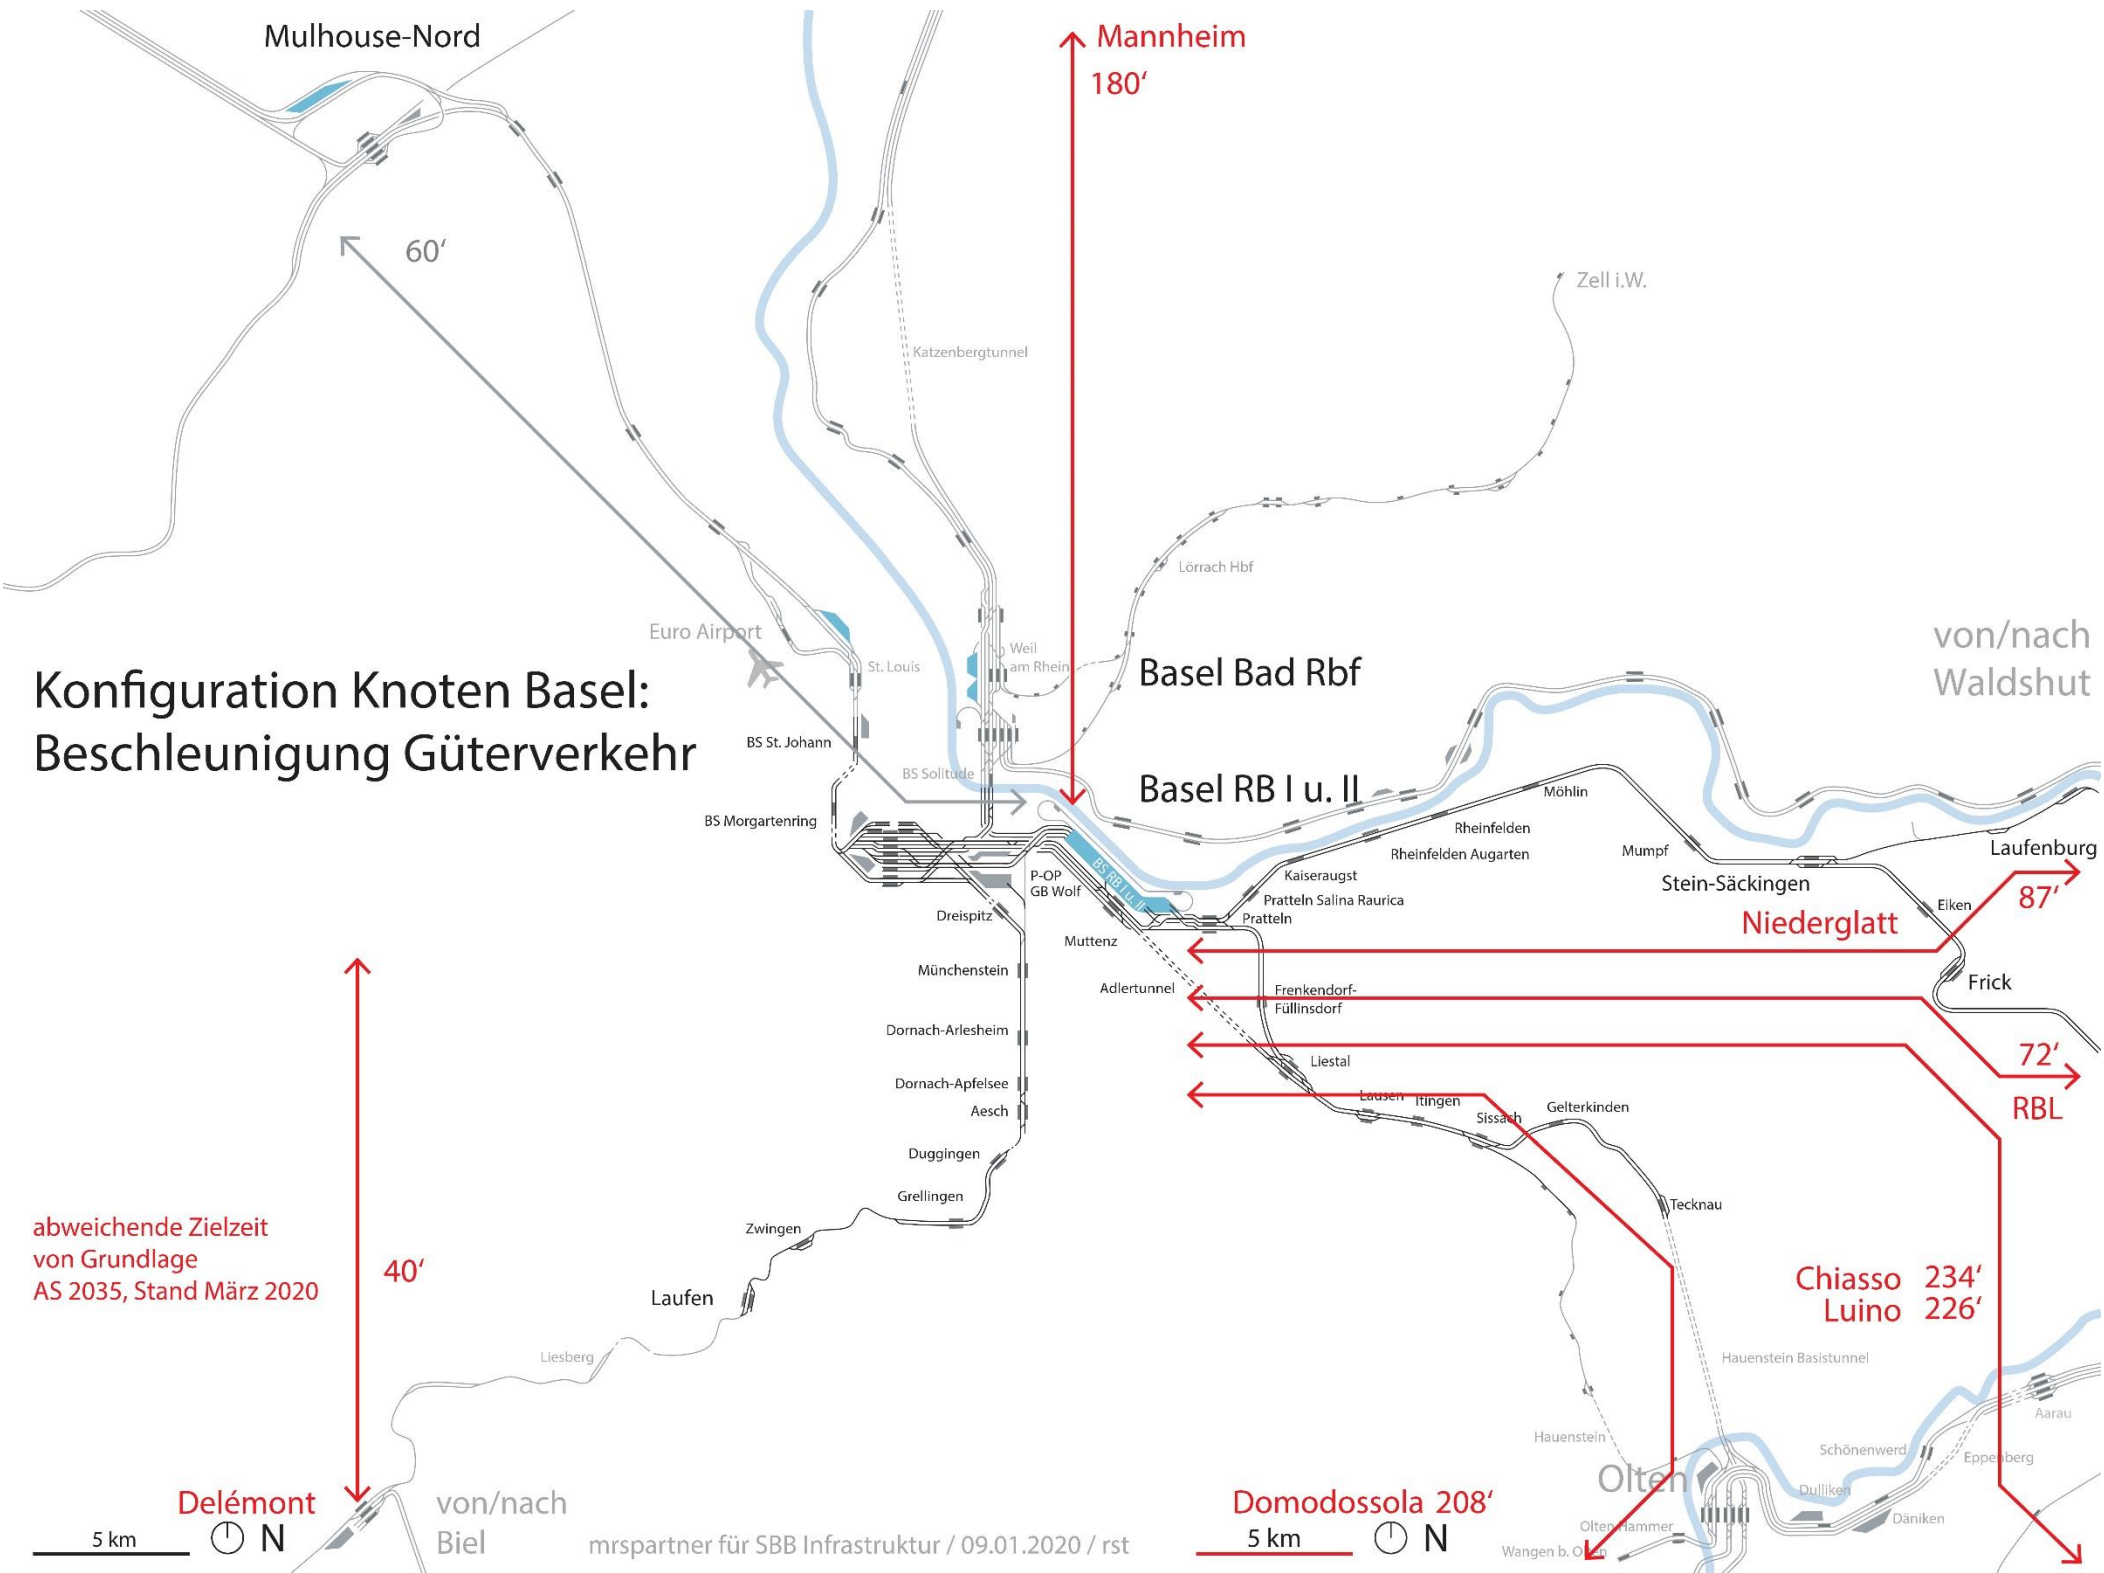 Mulhouse-Nord
Mannheim
180‘
60‘
Zell i.W.
Katzenbergtunnel
Lörrach Hbf
Euro Airport
St. Louis
Weil
am Rhein
Basel Bad Rbf
von/nach
Waldshut
Konfiguration Knoten Basel:
Beschleunigung Güterverkehr
BS St. Johann
BS Solitude
Basel RB I u. II
BS Morgartenring
Möhlin
Rheinfelden
Rheinfelden Augarten
Mumpf
Laufenburg
BS RB I u. II
P-OP
GB Wolf
Kaiseraugst
Stein-Säckingen
87‘
Pratteln Salina Raurica
Eiken
Dreispitz
Pratteln
Niederglatt
Muttenz
Münchenstein
Adlertunnel
Frenkendorf-
Füllinsdorf
Frick
Dornach-Arlesheim
Liestal
72‘
Dornach-Apfelsee
Aesch
Lausen
Itingen
Sissach
Gelterkinden
RBL
Duggingen
Grellingen
Tecknau
Zwingen
abweichende Zielzeit
von Grundlage
AS 2035, Stand März 2020
40‘
Laufen
Chiasso 234‘
Luino 226‘
Liesberg
Hauenstein Basistunnel
Aarau
Hauenstein
Schönenwerd
Eppenberg
Olten
Dulliken
Delémont
von/nach
Biel
Domodossola 208‘
Däniken
Olten Hammer
5 km
N
mrspartner für SBB Infrastruktur / 09.01.2020 / rst
5 km
N
Wangen b. Olten